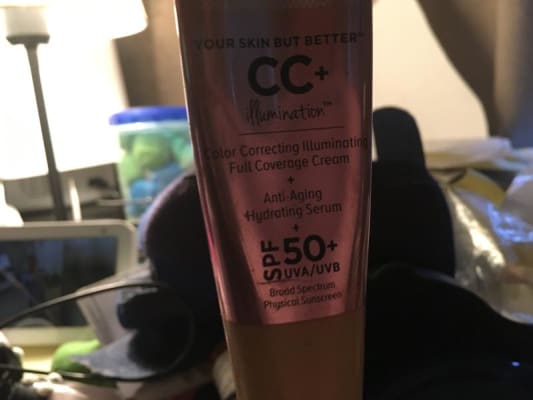 YOUR SKIN BUT BETTER™
CC+
illumination™
Color Correcting Illuminating
Full Coverage Cream
+
Anti-Aging
Hydrating Serum
+
SPF 50+
UVA/UVB
Broad Spectrum
Physical Sunscreen